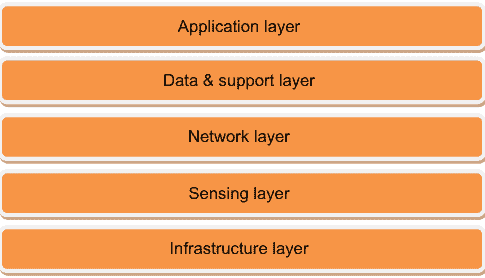 Application layer
Data & support layer
Network layer
Sensing layer
Infrastructure layer